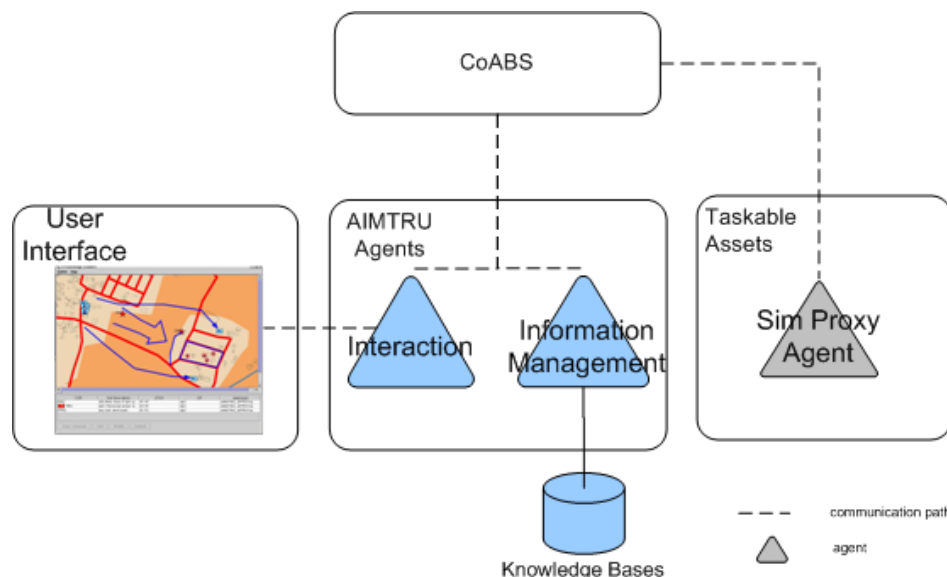 CoABS
User
Interface
AIMTRU
Agents
Taskable
Assets
Interaction
Information
Management
Sim Proxy
Agent
Knowledge Bases
communication path
agent